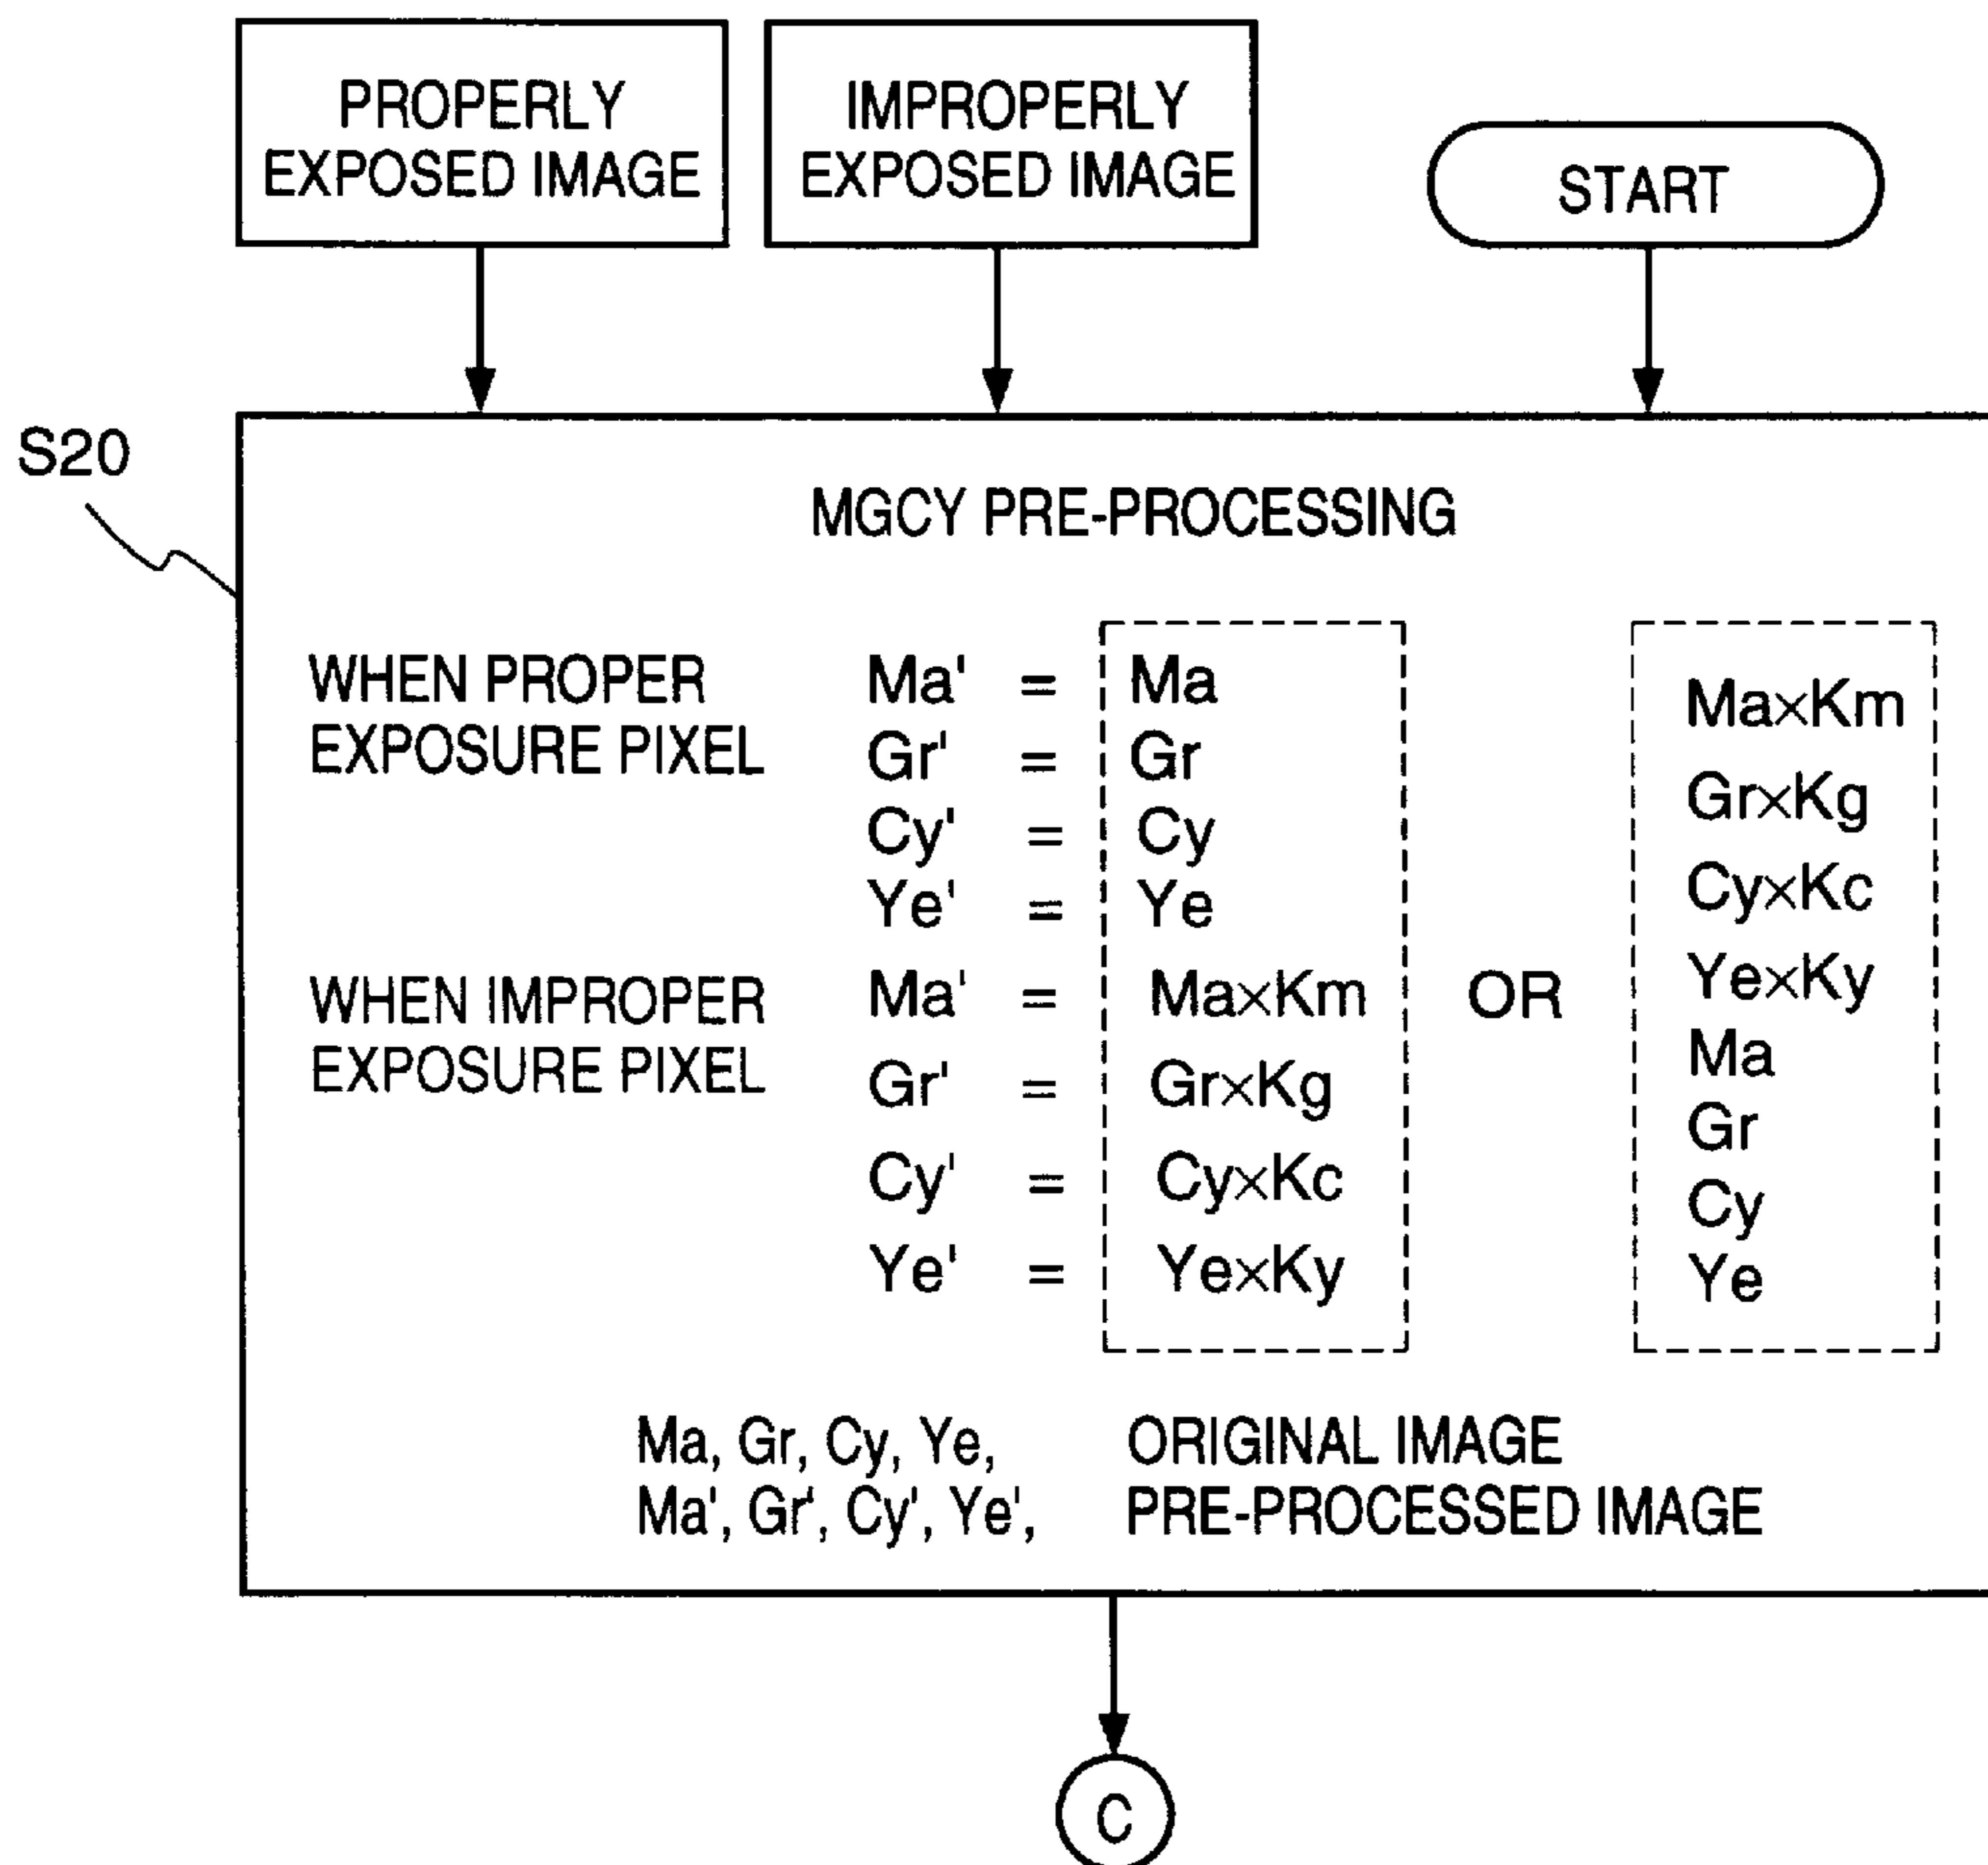 PROPERLY
EXPOSED IMAGE
IMPROPERLY
EXPOSED IMAGE
START
S20
MGCY PRE-PROCESSING
WHEN PROPER
EXPOSURE PIXEL
Ma' = Ma
Gr' = Gr
Cy' = Cy
Ye' = Ye
WHEN IMPROPER
EXPOSURE PIXEL
Ma' = Ma×Km
Gr' = Gr×Kg
Cy' = Cy×Kc
Ye' = Ye×Ky
OR
Ma×Km
Gr×Kg
Cy×Kc
Ye×Ky
Ma
Gr
Cy
Ye
Ma, Gr, Cy, Ye, ORIGINAL IMAGE
Ma', Gr', Cy', Ye', PRE-PROCESSED IMAGE
C